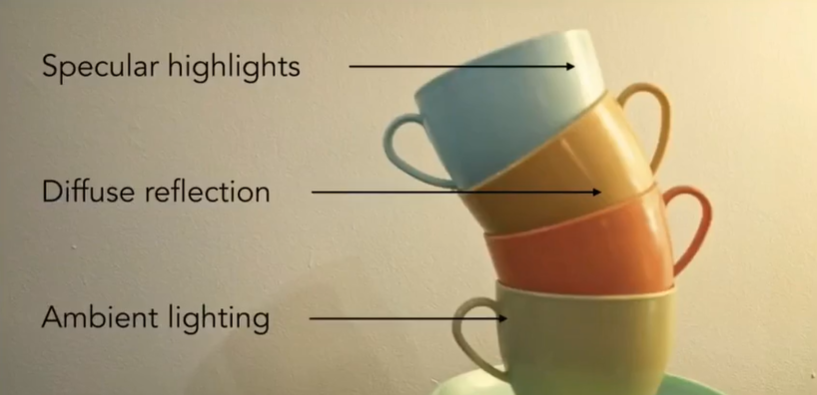 Specular highlights
Diffuse reflection
Ambient lighting